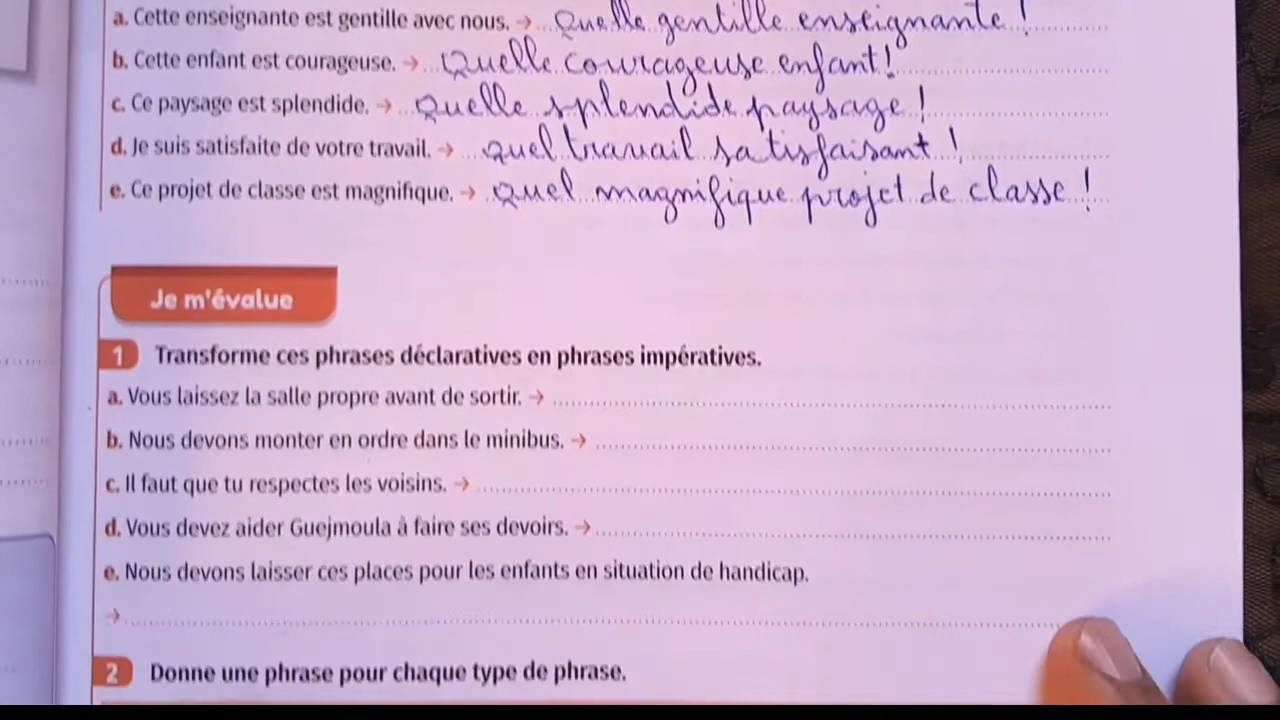 a. Cette enseignante est gentille avec nous. → Quelle gentille enseignante !
b. Cette enfant est courageuse. → Quelle courageuse enfant!
c. Ce paysage est splendide. → Quelle splendide paysage !
d. Je suis satisfaite de votre travail. → quel travail satisfaisant !
e. Ce projet de classe est magnifique. → Quel magnifique projet de classe !
Je m'évalue
1 Transforme ces phrases déclaratives en phrases impératives.
a. Vous laissez la salle propre avant de sortir. →
b. Nous devons monter en ordre dans le minibus. →
c. Il faut que tu respectes les voisins. →
d. Vous devez aider Guejmoula à faire ses devoirs. →
e. Nous devons laisser ces places pour les enfants en situation de handicap.
→
2 Donne une phrase pour chaque type de phrase.